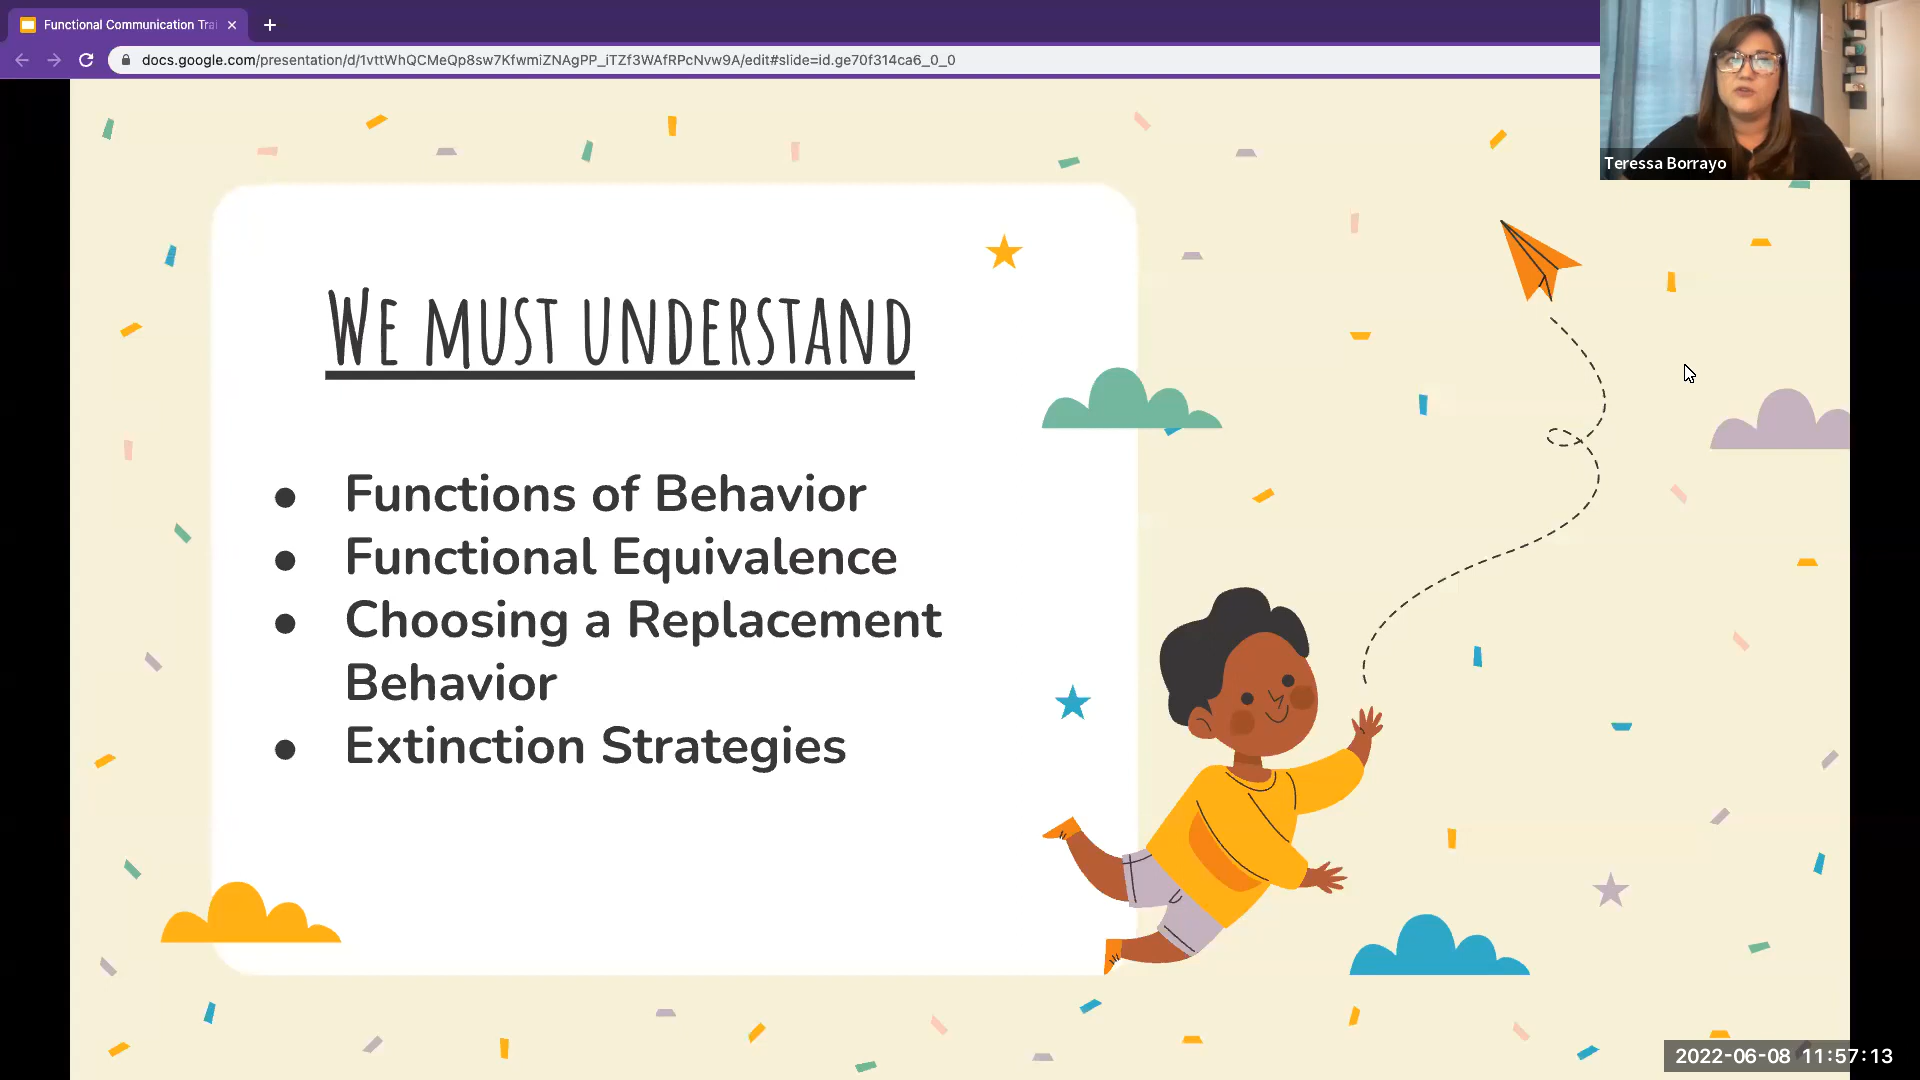 Functional Communication Trai
docs.google.com/presentation/d/1vttWhQCMeQp8sw7KfwmiZNAgPP_iTZf3WAfRPcNvw9A/edit#slide=id.ge70f314ca6_0_0
Teressa Borrayo
We must understand
● Functions of Behavior
● Functional Equivalence
● Choosing a Replacement
Behavior
● Extinction Strategies
2022-06-08 11:57:13